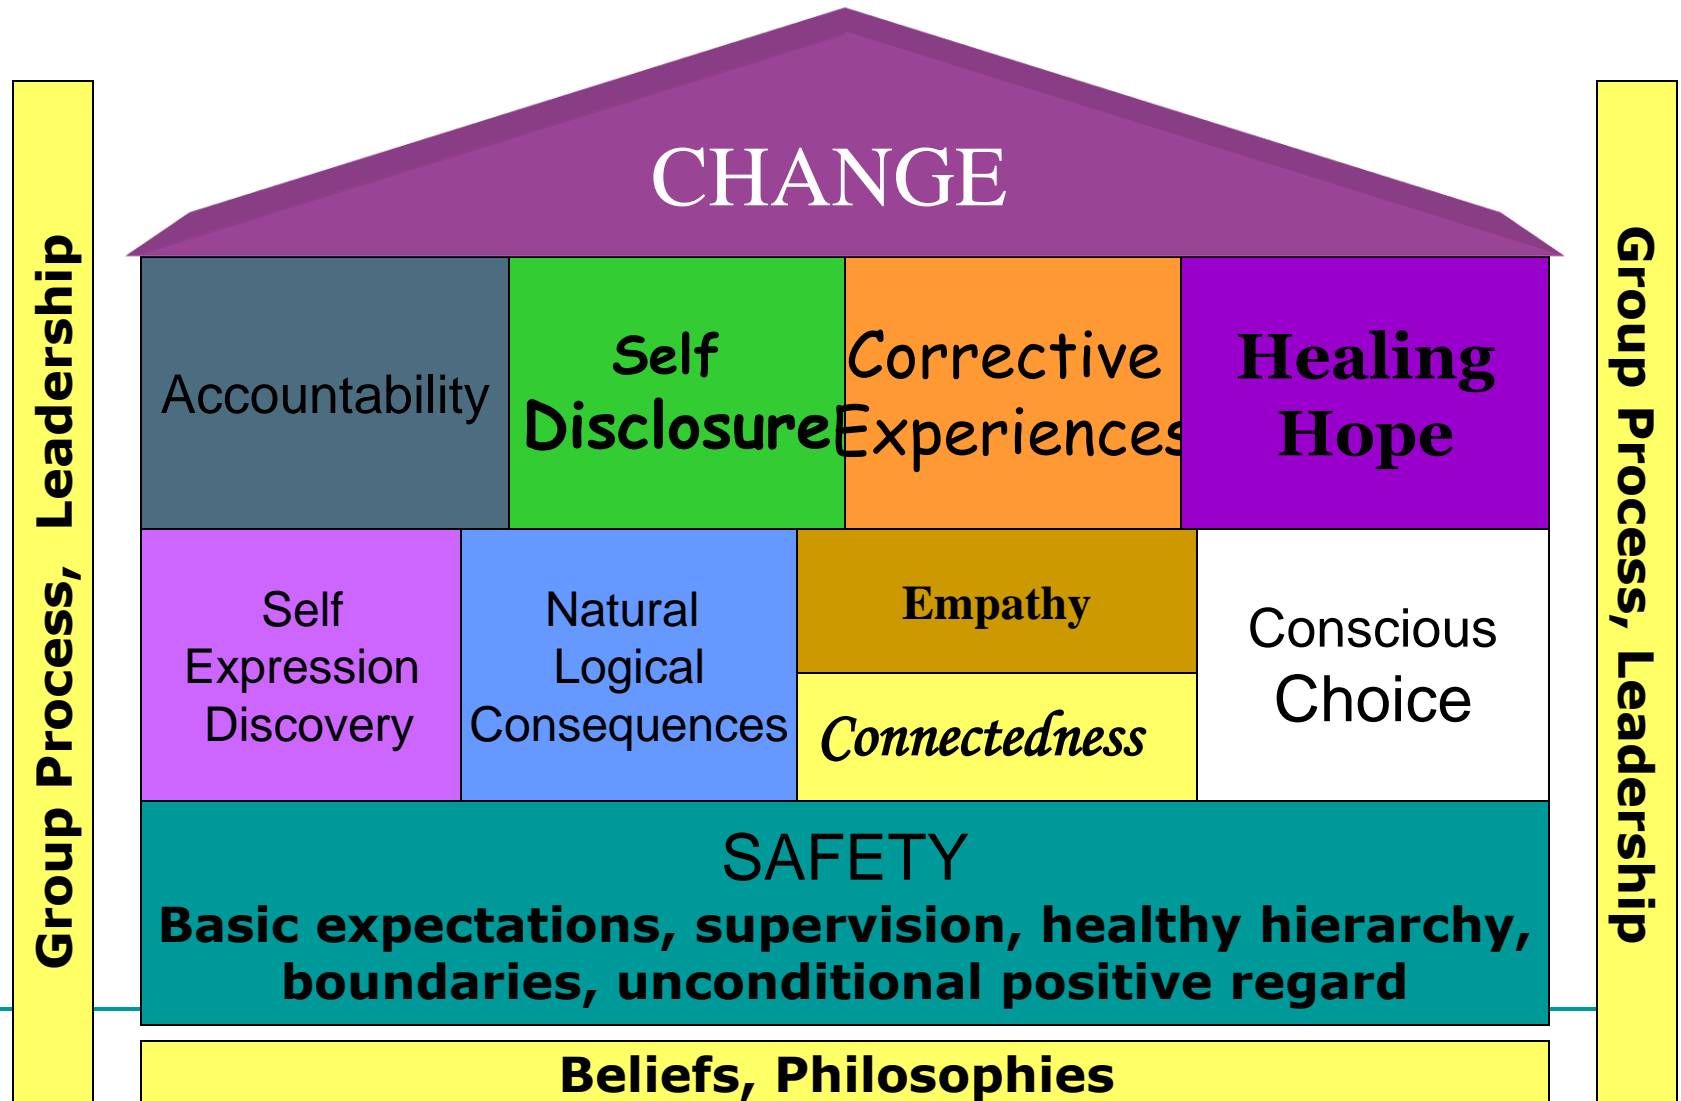 CHANGE
Group Process, Leadership
Accountability
Self
Disclosure
Corrective
Experiences
Healing
Hope
Self
Expression
Discovery
Natural
Logical
Consequences
Empathy
Connectedness
Conscious
Choice
SAFETY
Basic expectations, supervision, healthy hierarchy,
boundaries, unconditional positive regard
Beliefs, Philosophies
Group Process, Leadership